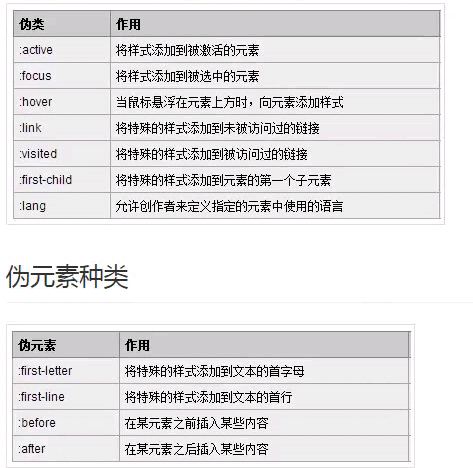 伪类 作用
:active 将样式添加到被激活的元素
:focus 将样式添加到被选中的元素
:hover 当鼠标悬浮在元素上方时，向元素添加样式
:link 将特殊的样式添加到未被访问过的链接
:visited 将特殊的样式添加到被访问过的链接
:first-child 将特殊的样式添加到元素的第一个子元素
:lang 允许创作者来定义指定的元素中使用的语言
伪元素种类
伪元素 作用
:first-letter 将特殊的样式添加到文本的首字母
:first-line 将特殊的样式添加到文本的首行
:before 在某元素之前插入某些内容
:after 在某元素之后插入某些内容